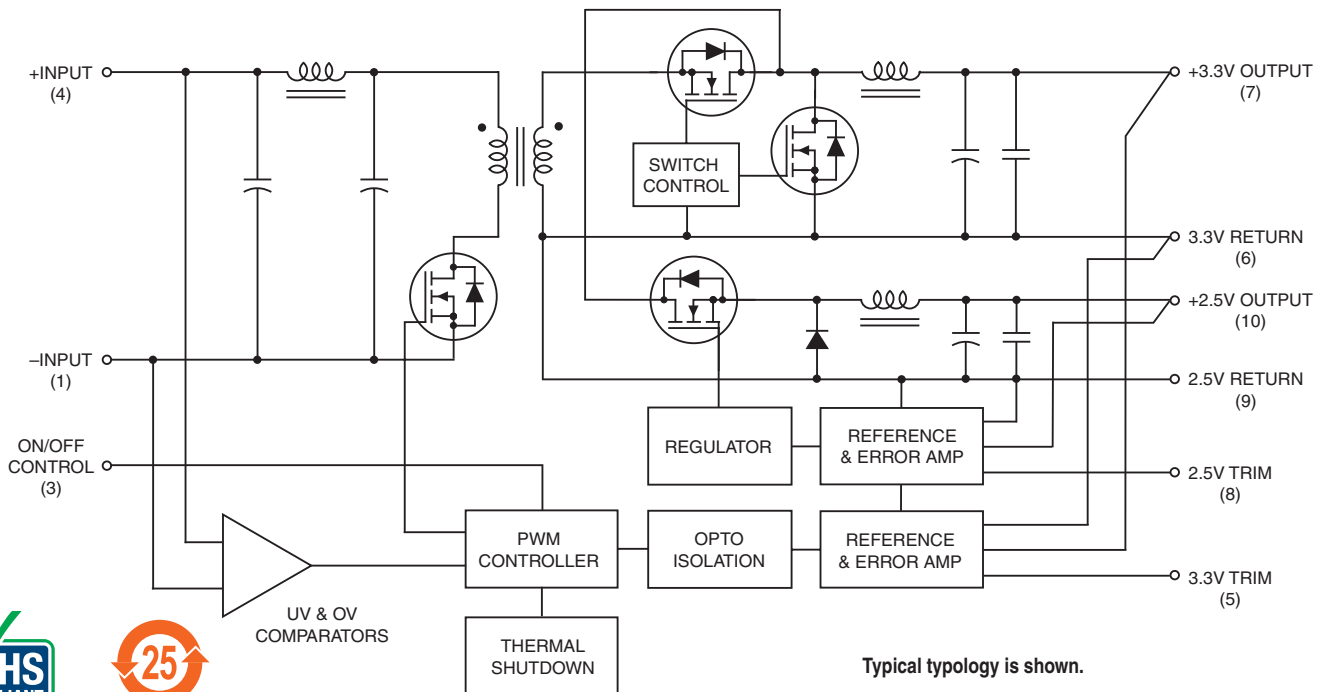 +INPUT
(4)
+3.3V OUTPUT
(7)
SWITCH
CONTROL
3.3V RETURN
(6)
+2.5V OUTPUT
(10)
–INPUT
(1)
2.5V RETURN
(9)
ON/OFF
CONTROL
(3)
REGULATOR
REFERENCE
& ERROR AMP
2.5V TRIM
(8)
PWM
CONTROLLER
OPTO
ISOLATION
REFERENCE
& ERROR AMP
3.3V TRIM
(5)
UV & OV
COMPARATORS
THERMAL
SHUTDOWN
25
HS
Typical typology is shown.